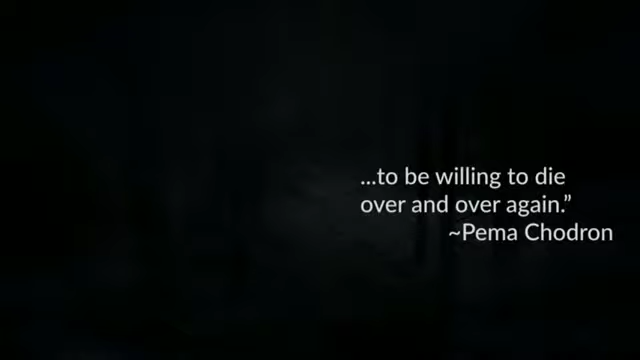 ...to be willing to die
over and over again.”
~Pema Chodron